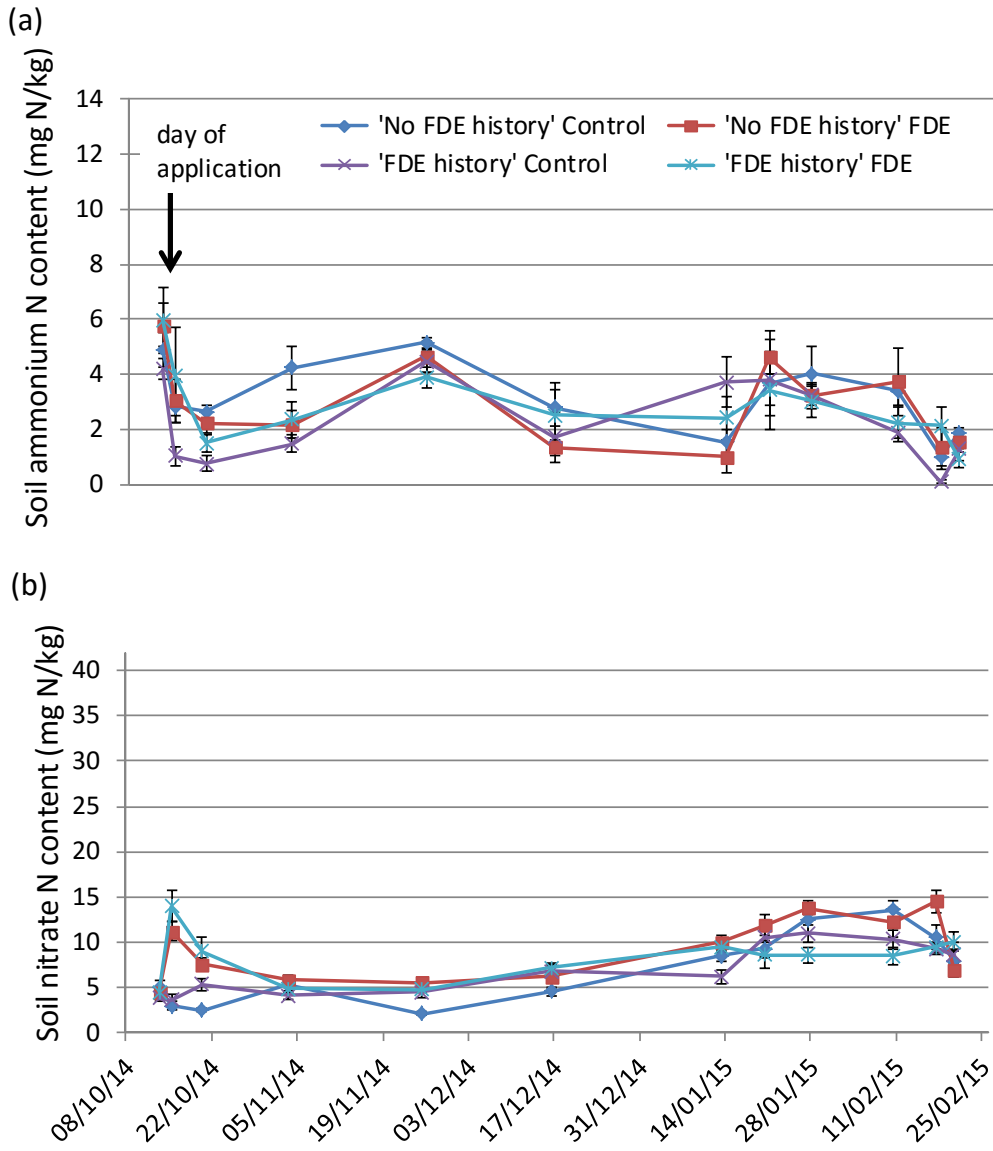 (a)
Soil ammonium N content (mg N/kg)
14
12
10
8
6
4
2
0
day of
application
'No FDE history' Control
'No FDE history' FDE
'FDE history' Control
'FDE history' FDE
(b)
Soil nitrate N content (mg N/kg)
40
35
30
25
20
15
10
5
0
08/10/14
22/10/14
05/11/14
19/11/14
03/12/14
17/12/14
31/12/14
14/01/15
28/01/15
11/02/15
25/02/15